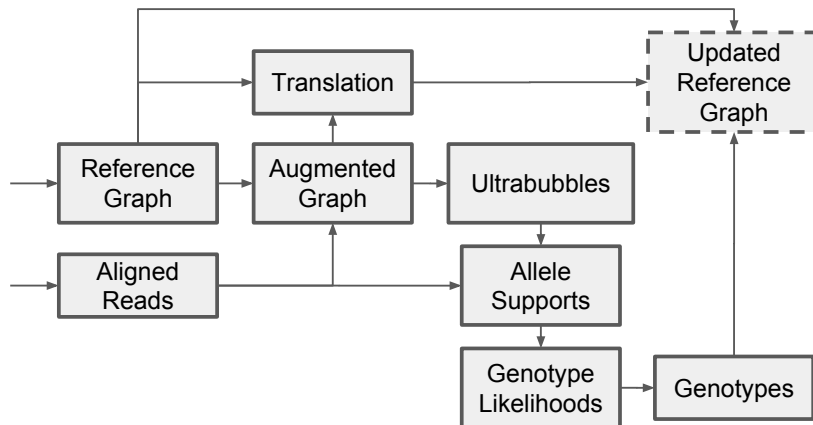 Updated
Reference
Graph
Translation
Reference
Graph
Augmented
Graph
Ultrabubbles
Aligned
Reads
Allele
Supports
Genotype
Likelihoods
Genotypes